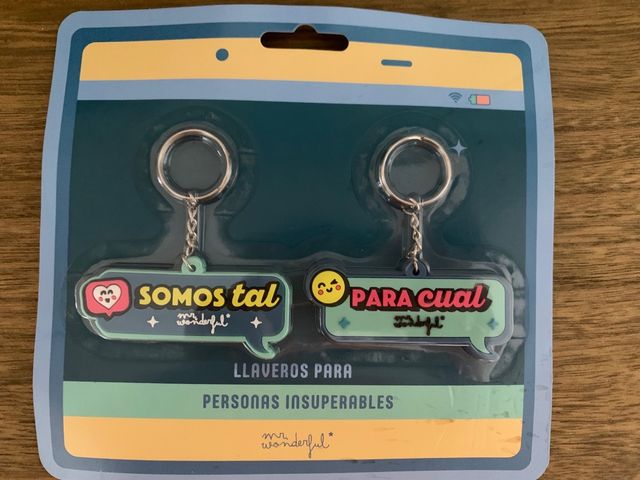 SOMOS tal
mr. wonderful*
PARA cual
mr. wonderful*
LLAVEROS PARA
PERSONAS INSUPERABLES
mr. wonderful*